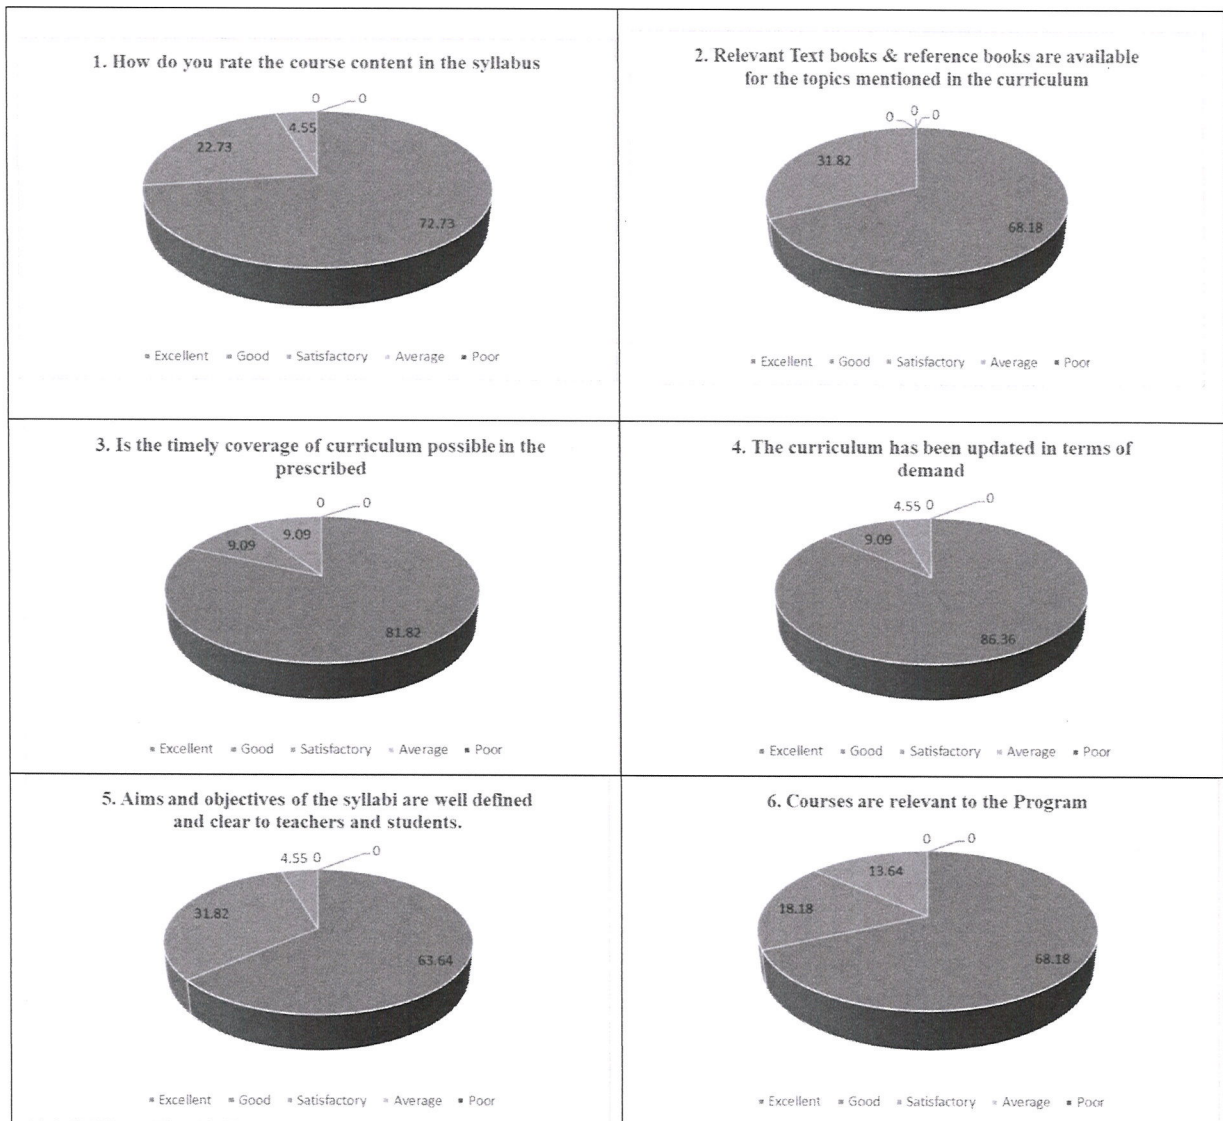 1. How do you rate the course content in the syllabus
0 0
4.55
22.73
72.73
Excellent Good Satisfactory Average Poor
2. Relevant Text books & reference books are available
for the topics mentioned in the curriculum
0 0 0
31.82
68.18
Excellent Good Satisfactory Average Poor
3. Is the timely coverage of curriculum possible in the
prescribed
0 0
9.09
9.09
81.82
Excellent Good Satisfactory Average Poor
4. The curriculum has been updated in terms of
demand
4.55 0 0
9.09
86.36
Excellent Good Satisfactory Average Poor
5. Aims and objectives of the syllabi are well defined
and clear to teachers and students.
4.55 0 0
31.82
63.64
Excellent Good Satisfactory Average Poor
6. Courses are relevant to the Program
0 0
13.64
18.18
68.18
Excellent Good Satisfactory Average Poor